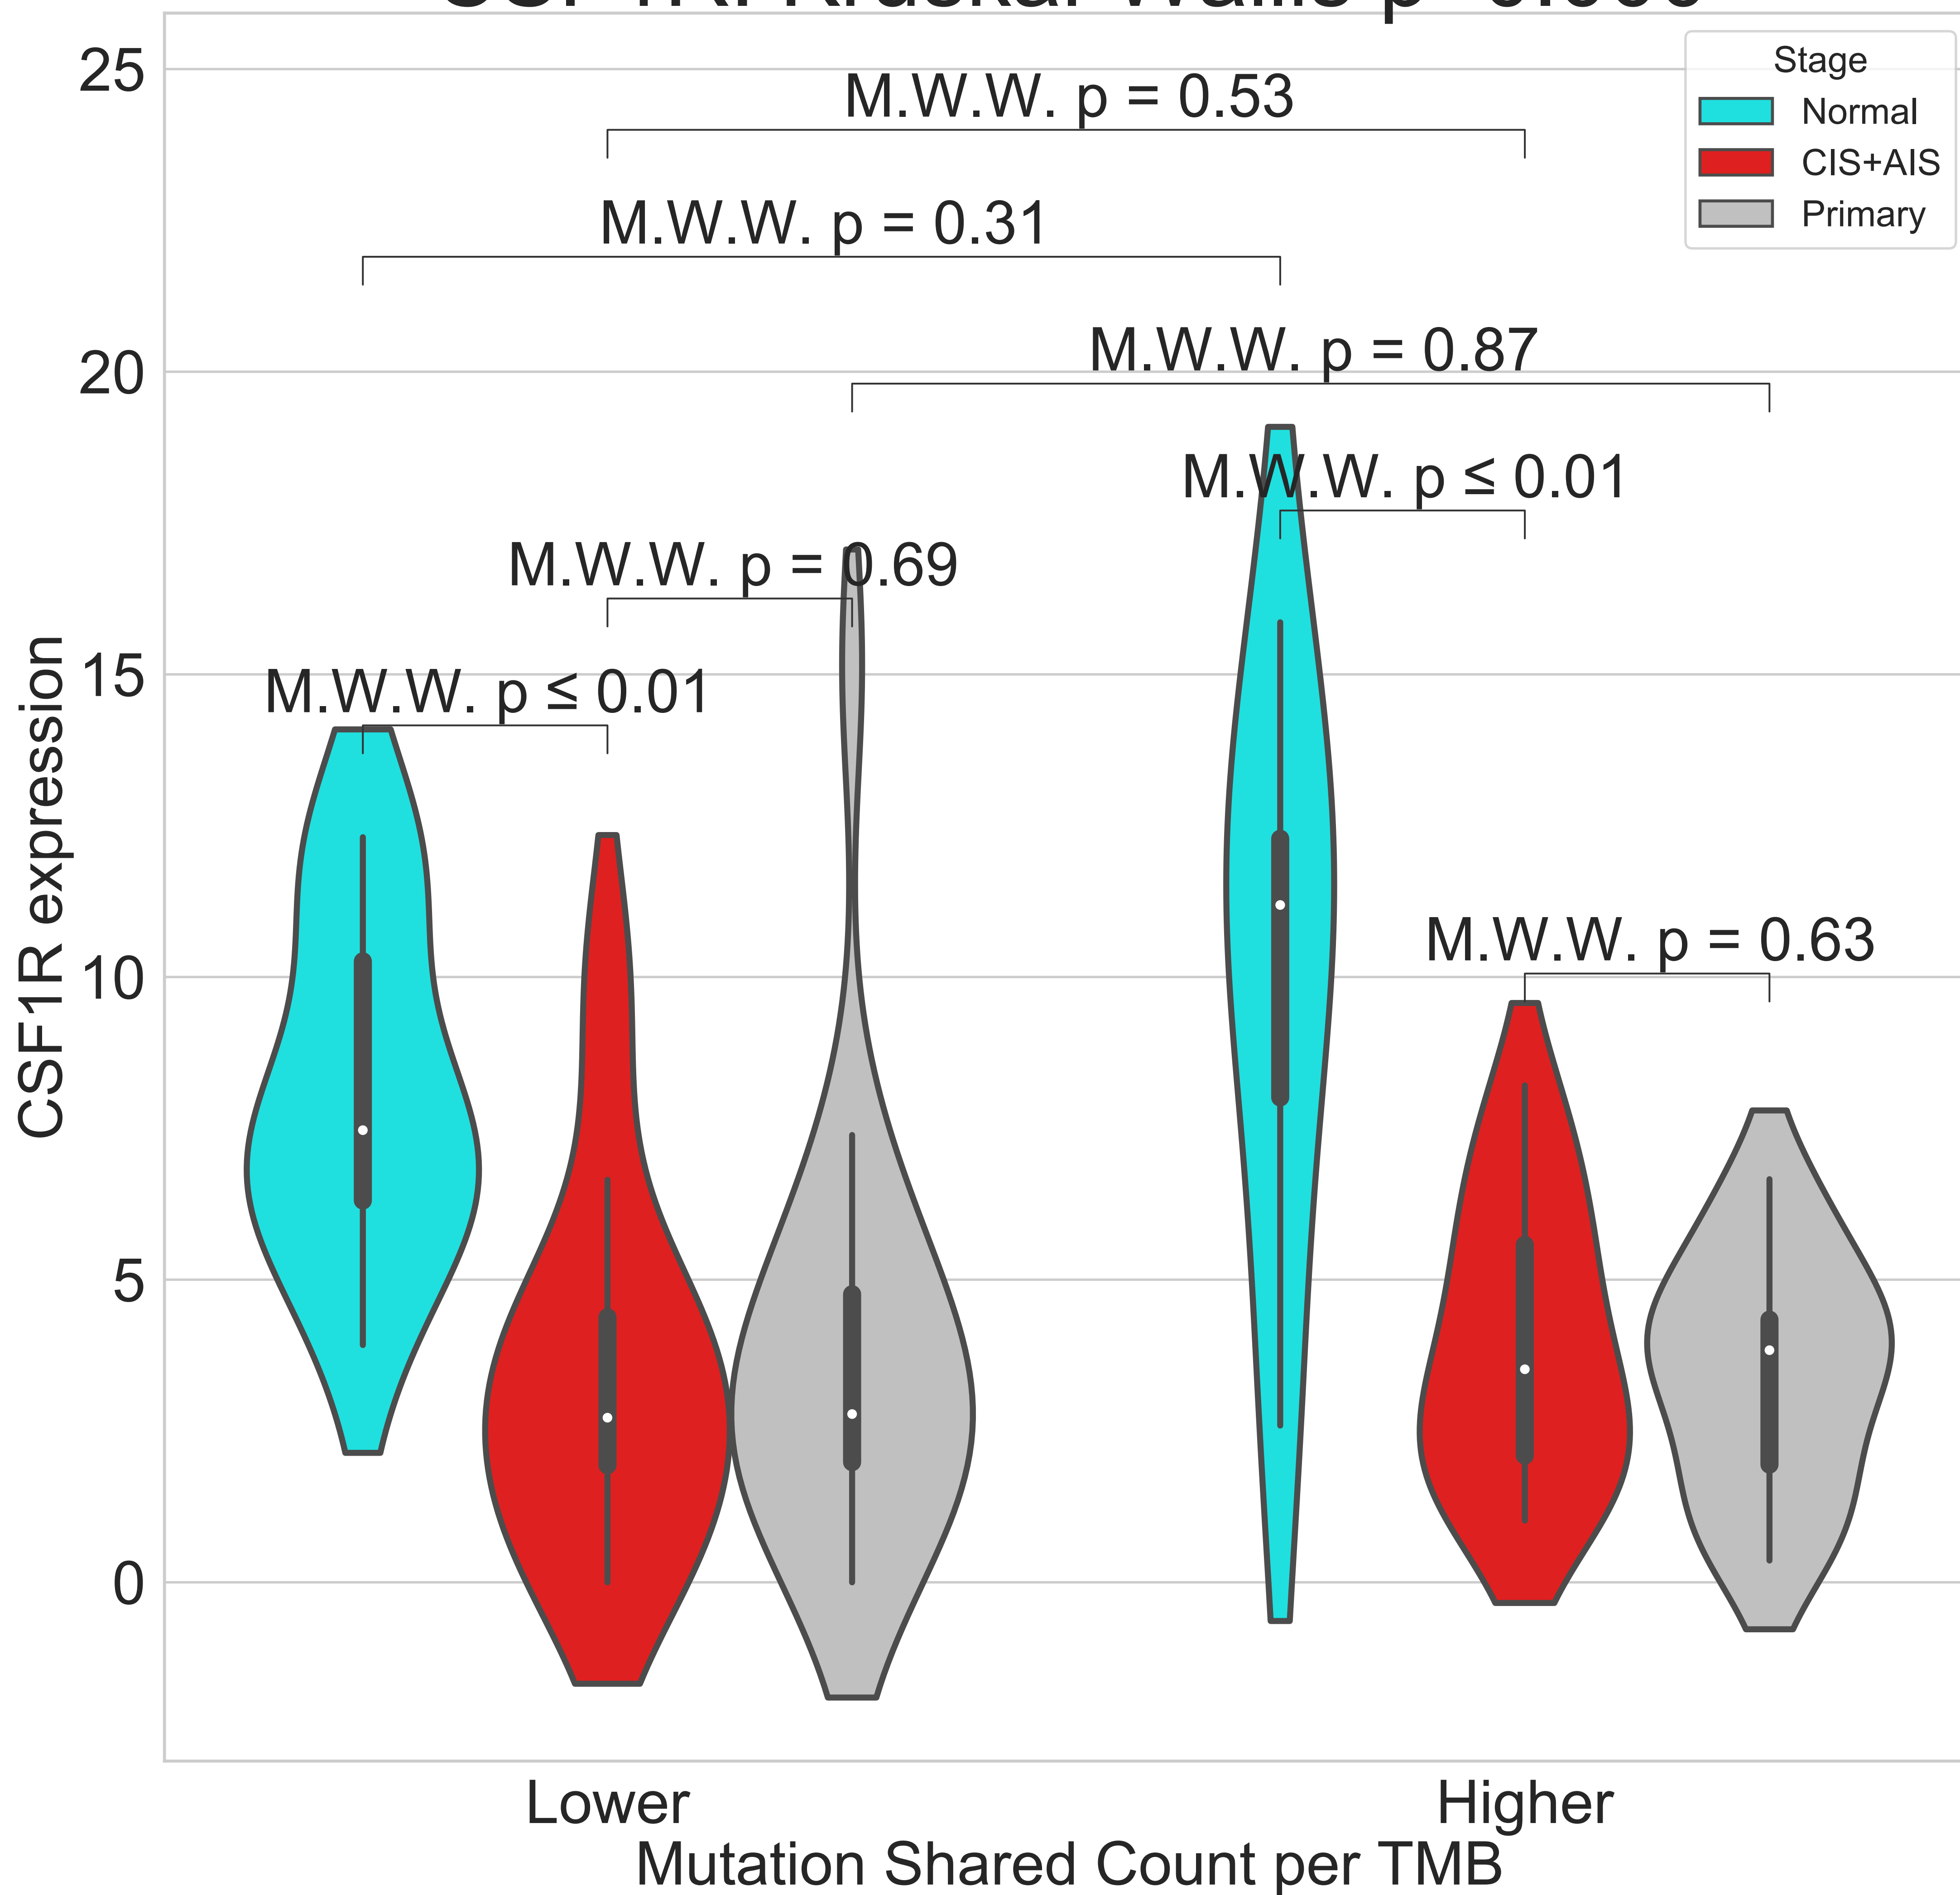 Stage
Normal
CIS+AIS
Primary
25
20
15
10
5
0
CSF1R expression
M.W.W. p = 0.53
M.W.W. p = 0.31
M.W.W. p = 0.87
M.W.W. p ≤ 0.01
M.W.W. p = 0.69
M.W.W. p ≤ 0.01
M.W.W. p = 0.63
Lower
Higher
Mutation Shared Count per TMB